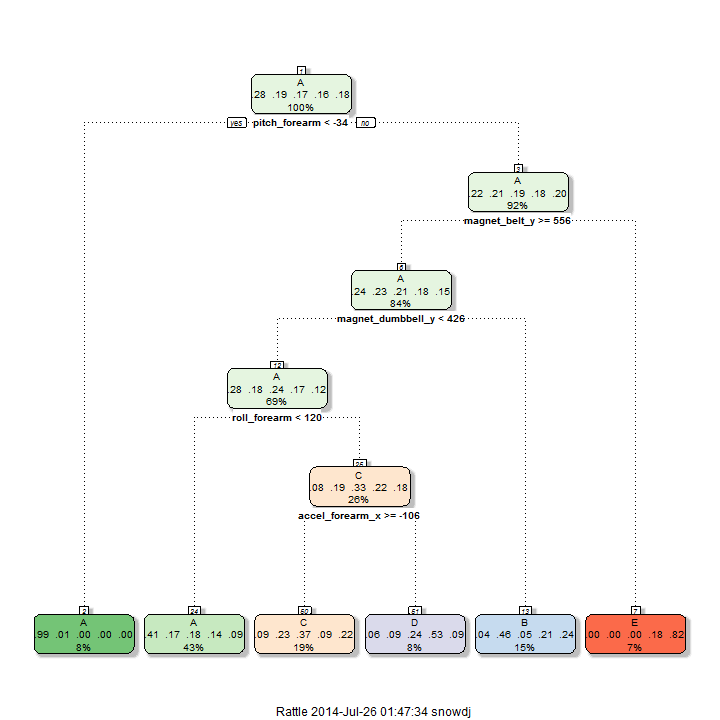 1
A
.28 .19 .17 .16 .18
100%
yes pitch_forearm < -34 no
3
A
.22 .21 .19 .18 .20
92%
magnet_belt_y >= 556
6
A
.24 .23 .21 .18 .15
84%
magnet_dumbbell_y < 426
12
A
.28 .18 .24 .17 .12
69%
roll_forearm < 120
25
C
.08 .19 .33 .22 .18
26%
accel_forearm_x >= -106
2 24 50 51 13 7
A A C D B E
.99 .01 .00 .00 .00 .41 .17 .18 .14 .09 .09 .23 .37 .09 .22 .06 .09 .24 .53 .09 .04 .46 .05 .21 .24 .00 .00 .00 .18 .82
8% 43% 19% 8% 15% 7%
Rattle 2014-Jul-26 01:47:34 snowdj